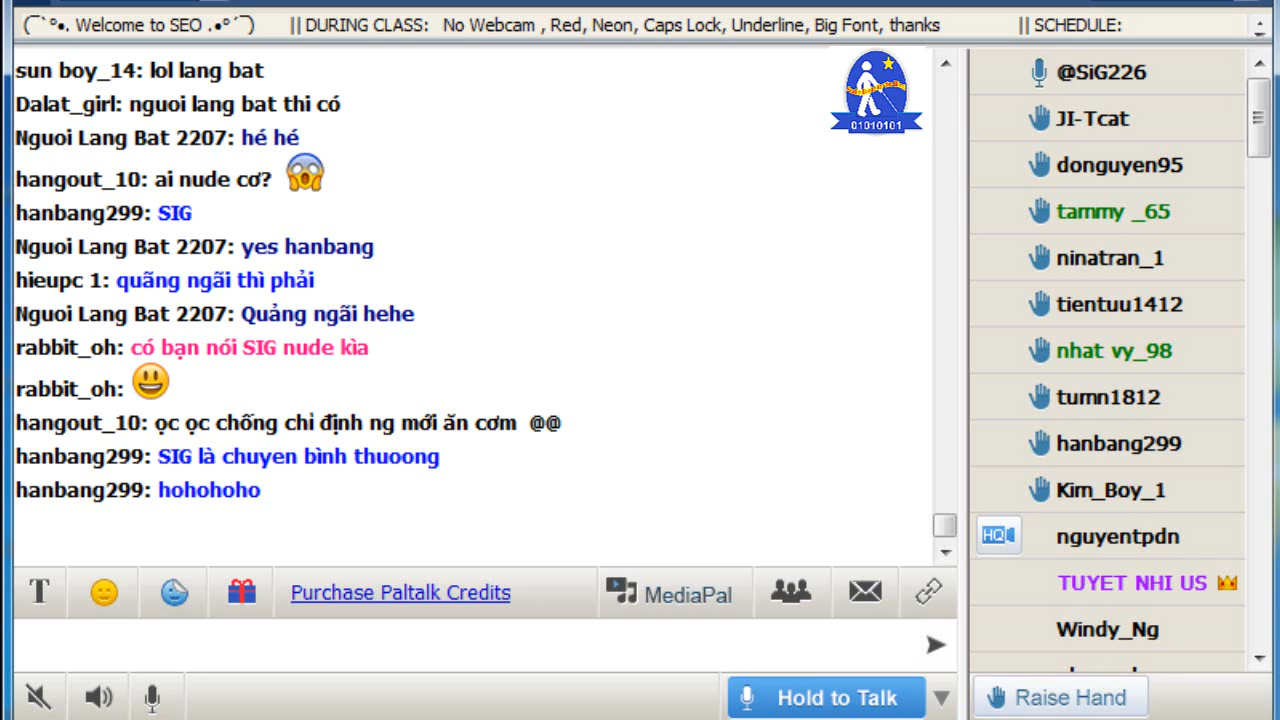 (¯`°•. Welcome to SEO .•°´¯) || DURING CLASS: No Webcam , Red, Neon, Caps Lock, Underline, Big Font, thanks || SCHEDULE:
sun boy_14: lol lang bat
Dalat_girl: nguoi lang bat thi có
Nguoi Lang Bat 2207: hé hé
hangout_10: ai nude cơ?
hanbang299: SIG
Nguoi Lang Bat 2207: yes hanbang
hieupc 1: quãng ngãi thì phải
Nguoi Lang Bat 2207: Quảng ngãi hehe
rabbit_oh: có bạn nói SIG nude kìa
rabbit_oh:
hangout_10: ọc ọc chống chỉ định ng mới ăn cơm @@
hanbang299: SIG là chuyen bình thuoong
hanbang299: hohohoho
01010101
@SiG226
JI-Tcat
donguyen95
tammy _65
ninatran_1
tientuu1412
nhat vy_98
tumn1812
hanbang299
Kim_Boy_1
HQ nguyentpdn
TUYET NHI US
Windy_Ng
T Purchase Paltalk Credits MediaPal
Hold to Talk
Raise Hand